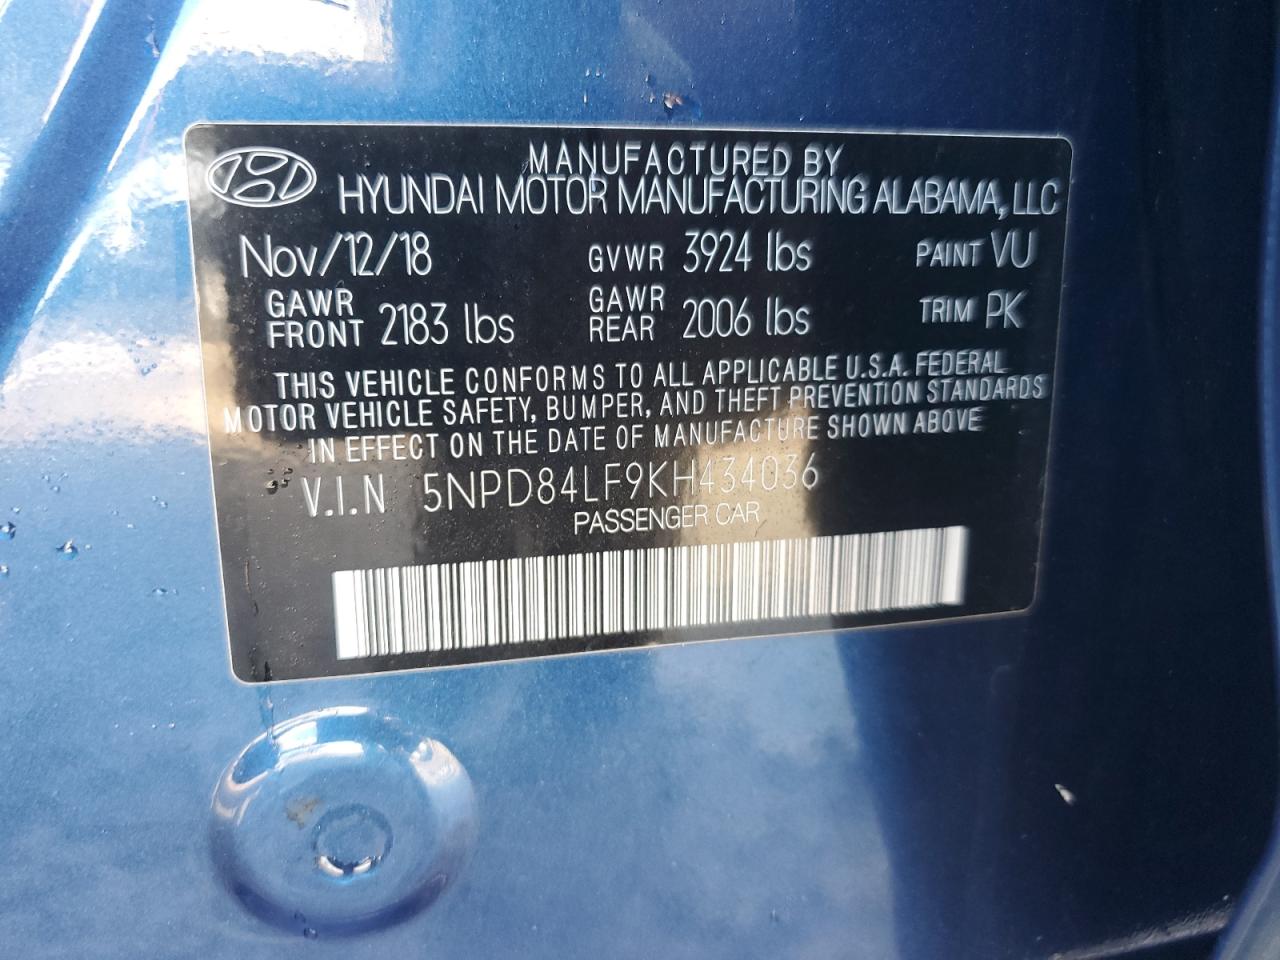 MANUFACTURED BY
HYUNDAI MOTOR MANUFACTURING ALABAMA, LLC
Nov/12/18 GVWR 3924 lbs PAINT VU
GAWR FRONT 2183 lbs GAWR REAR 2006 lbs TRIM PK
THIS VEHICLE CONFORMS TO ALL APPLICABLE U.S.A. FEDERAL
MOTOR VEHICLE SAFETY, BUMPER, AND THEFT PREVENTION STANDARDS
IN EFFECT ON THE DATE OF MANUFACTURE SHOWN ABOVE
V.I.N 5NPD84LF9KH434036
PASSENGER CAR